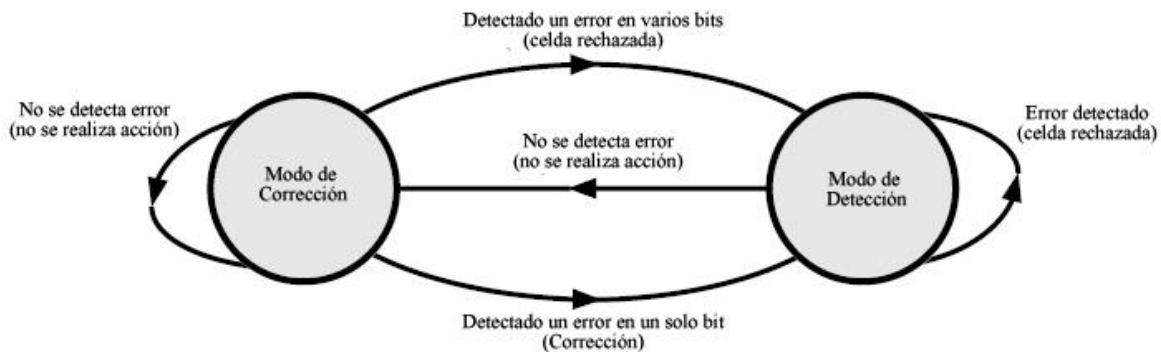 Detectado un error en varios bits
(celda rechazada)
No se detecta error
(no se realiza acción)
Modo de
Corrección
No se detecta error
(no se realiza acción)
Modo de
Detección
Error detectado
(celda rechazada)
Detectado un error en un solo bit
(Corrección)